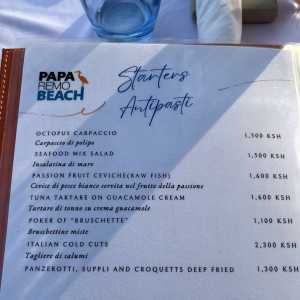 PAPA
REMO
BEACH
Starters
Antipasti
OCTOPUS CARPACCIO 1,500 KSH
Carpaccio di polipo
SEAFOOD MIX SALAD 1,500 KSH
Insalatina di mare
PASSION FRUIT CEVICHE(RAW FISH) 1,600 KSH
Cevice di pesce bianco servita nel frutto della passione
TUNA TARTARE ON GUACAMOLE CREAM 1,600 KSH
Tartare di tonno su crema guacamole
POKER OF "BRUSCHETTE" 1,100 KSH
Bruschettine miste
ITALIAN COLD CUTS 2,300 KSH
Tagliere di salumi
PANZEROTTI, SUPPLI AND CROQUETTS DEEP FRIED 1,300 KSH